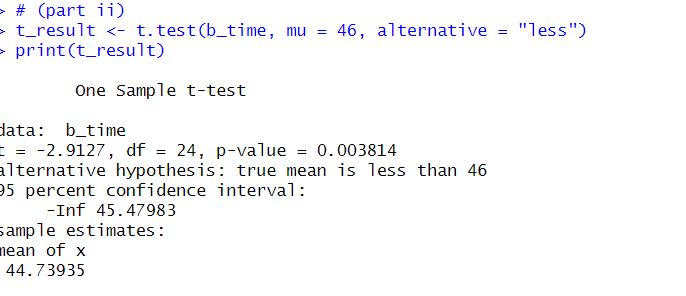 > # (part ii)
> t_result <- t.test(b_time, mu = 46, alternative = "less")
> print(t_result)
One Sample t-test
data: b_time
t = -2.9127, df = 24, p-value = 0.003814
alternative hypothesis: true mean is less than 46
95 percent confidence interval:
-Inf 45.47983
sample estimates:
mean of x
44.73935